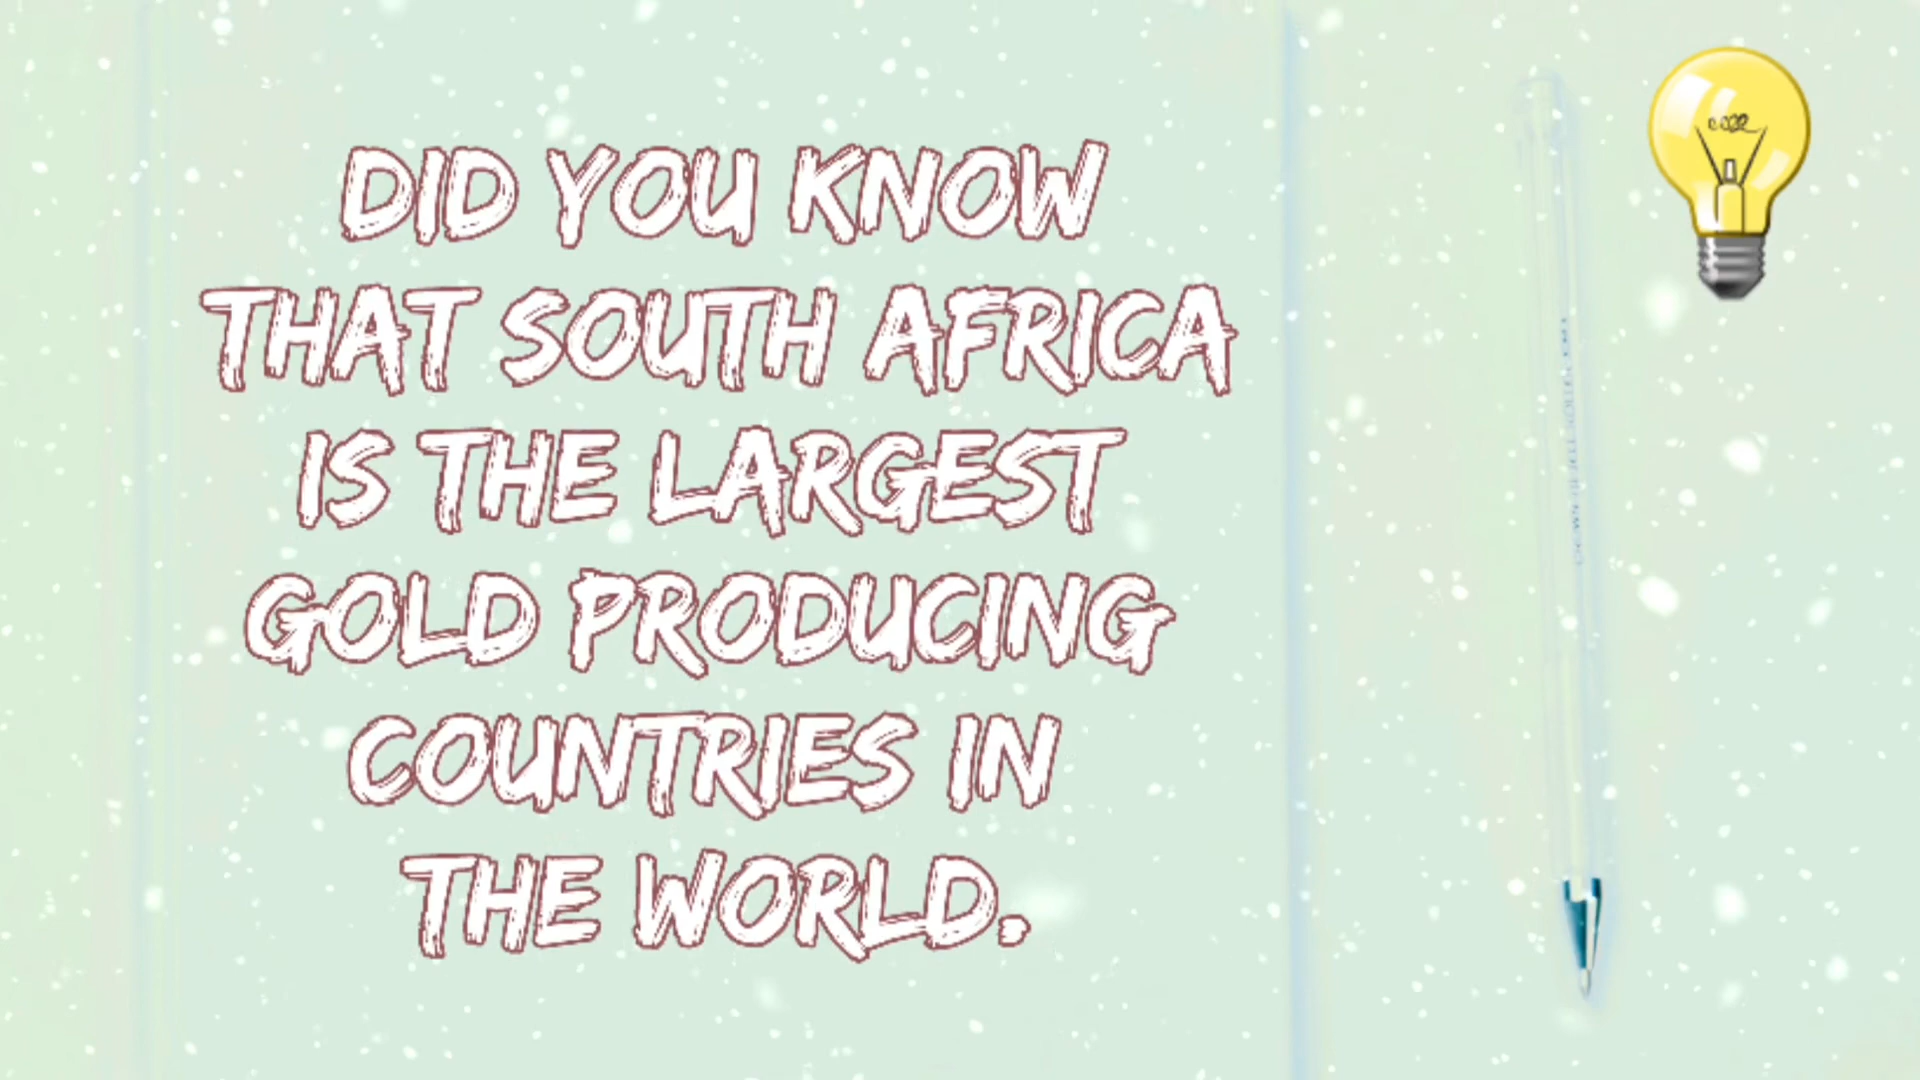 DID YOU KNOW
THAT SOUTH AFRICA
IS THE LARGEST
GOLD PRODUCING
COUNTRIES IN
THE WORLD.